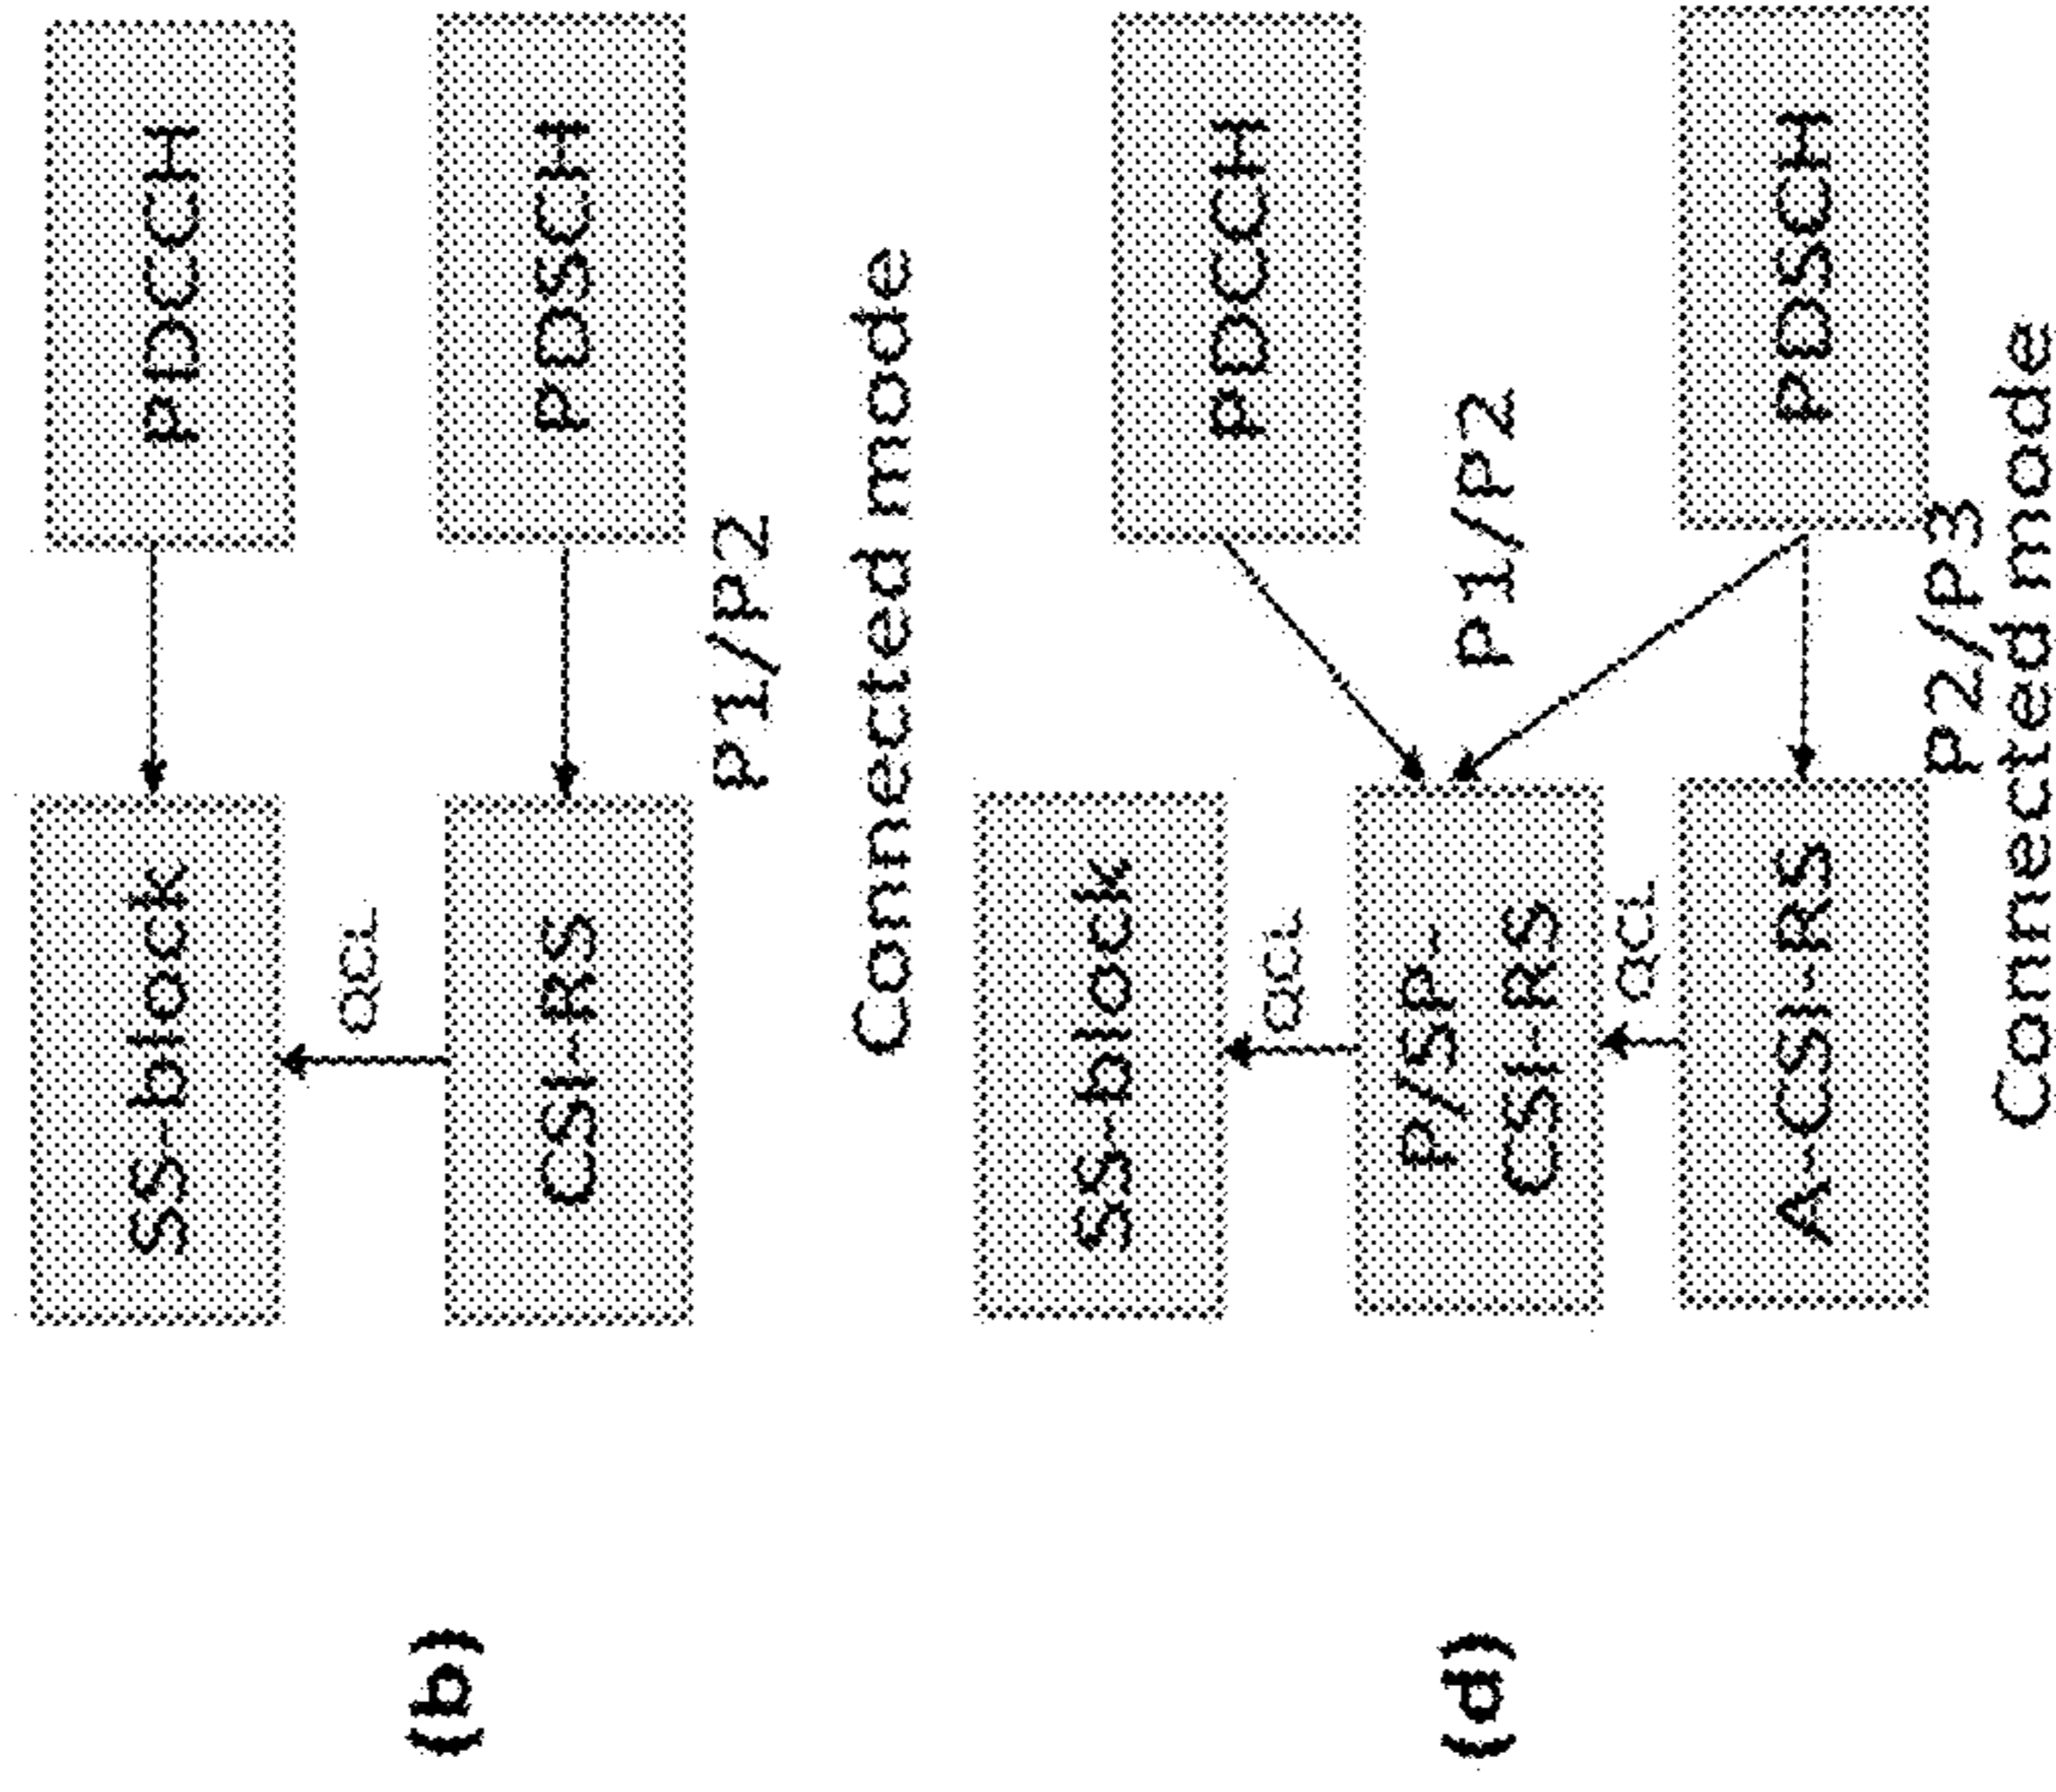 (b)
SS-block
PDCCH
QCL
CSI-RS
PDSCH
P1/P2
Connected mode
(d)
SS-block
PDCCH
QCL
P/SP-
CSI-RS
P1/P2
QCL
A-CSI-RS
PDSCH
P2/P3
Connected mode